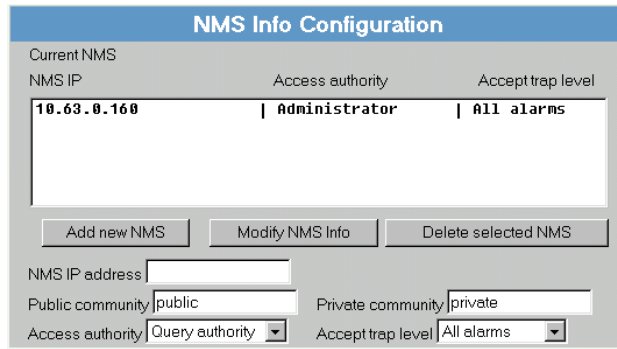 NMS Info Configuration
Current NMS
NMS IP Access authority Accept trap level
10.63.0.160 | Administrator | All alarms
Add new NMS Modify NMS Info Delete selected NMS
NMS IP address
Public community public Private community private
Access authority Query authority Accept trap level All alarms